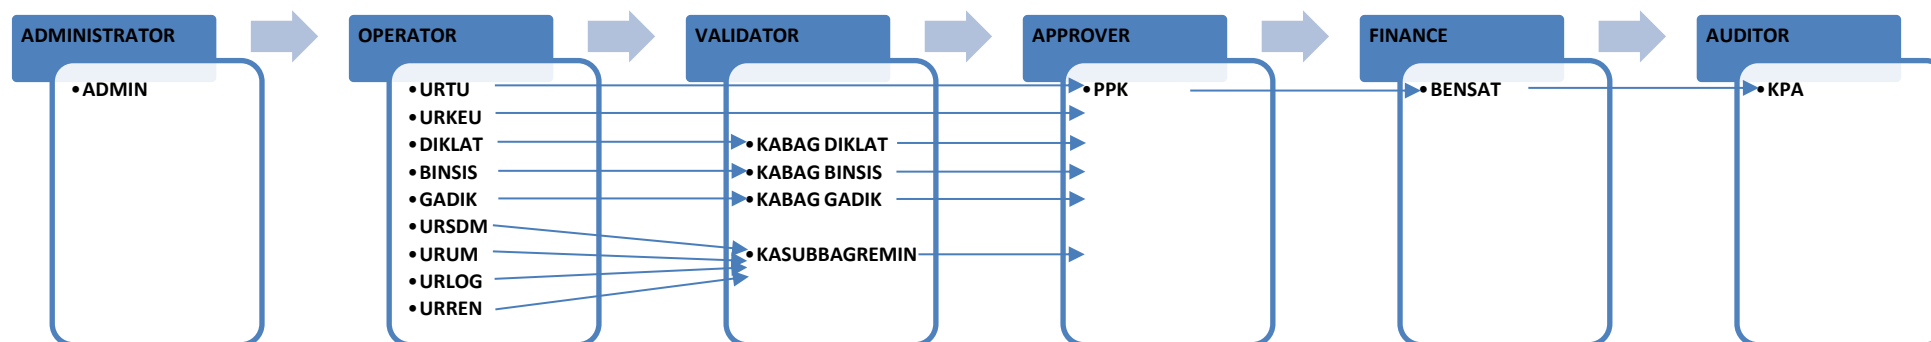 ADMINISTRATOR
•ADMIN
OPERATOR
•URTU
•URKEU
•DIKLAT
•BINSIS
•GADIK
•URSDM
•URUM
•URLOG
•URREN
VALIDATOR
•KABAG DIKLAT
•KABAG BINSIS
•KABAG GADIK
•KASUBBAGREMIN
APPROVER
•PPK
FINANCE
•BENSAT
AUDITOR
•KPA